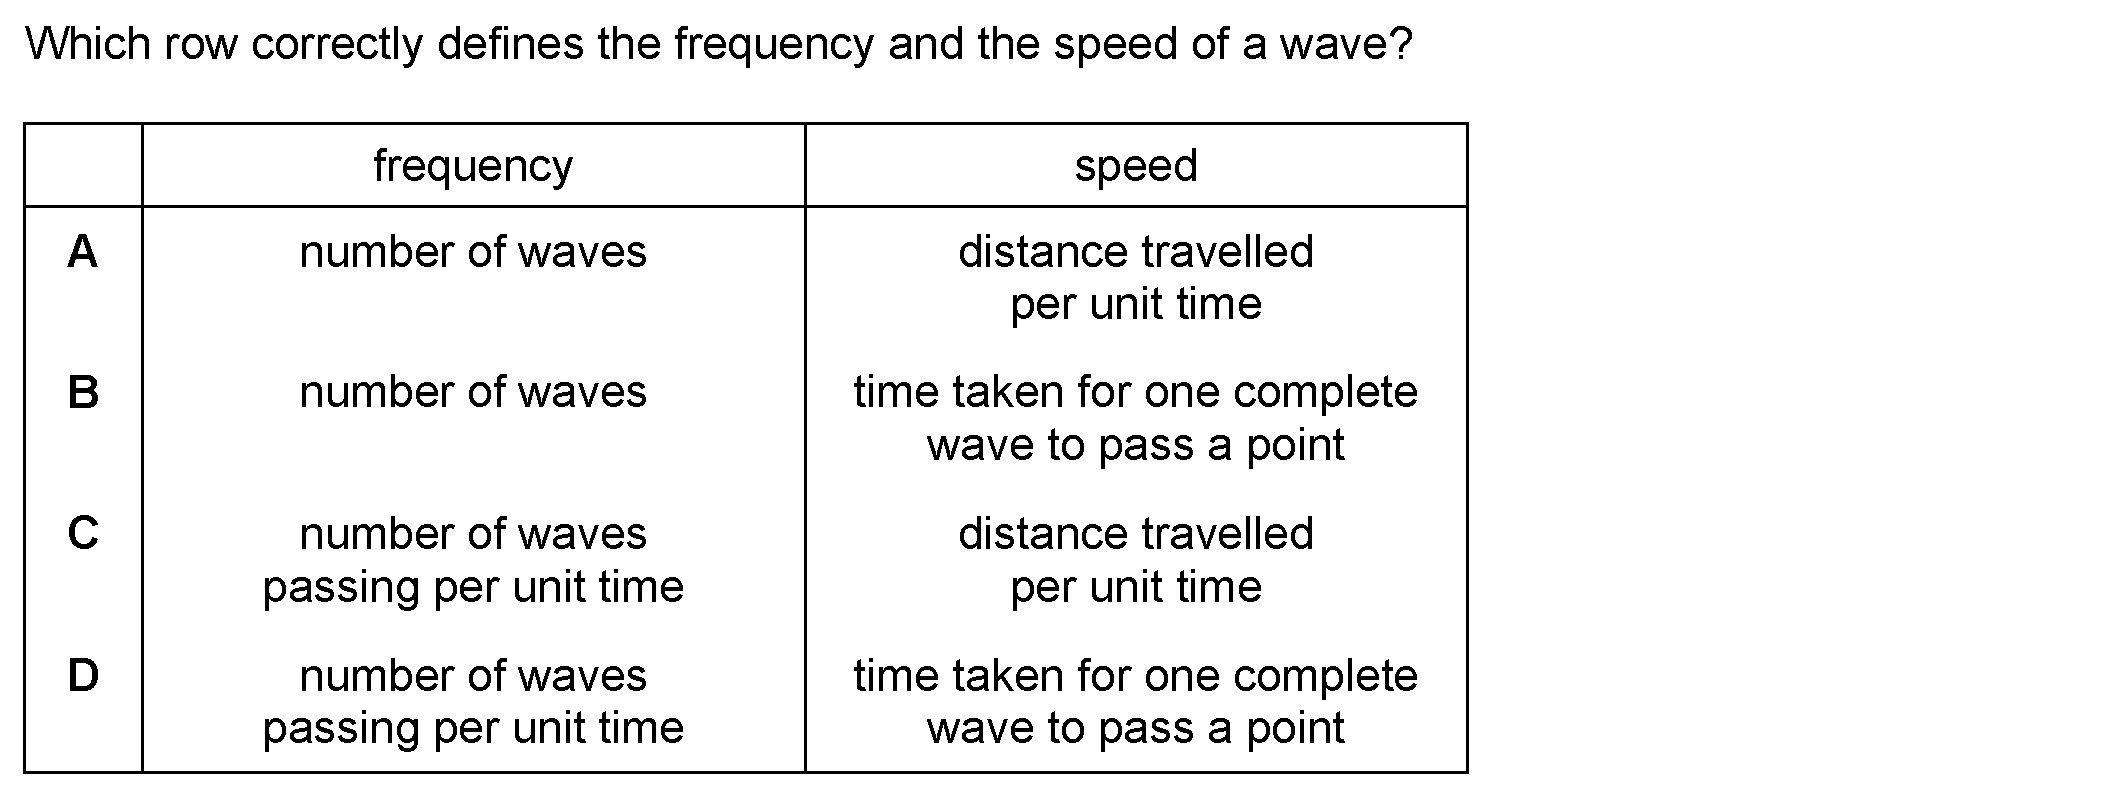 Which row correctly defines the frequency and the speed of a wave?
frequency speed
A number of waves distance travelled
per unit time
B number of waves time taken for one complete
wave to pass a point
C number of waves distance travelled
passing per unit time per unit time
D number of waves time taken for one complete
passing per unit time wave to pass a point